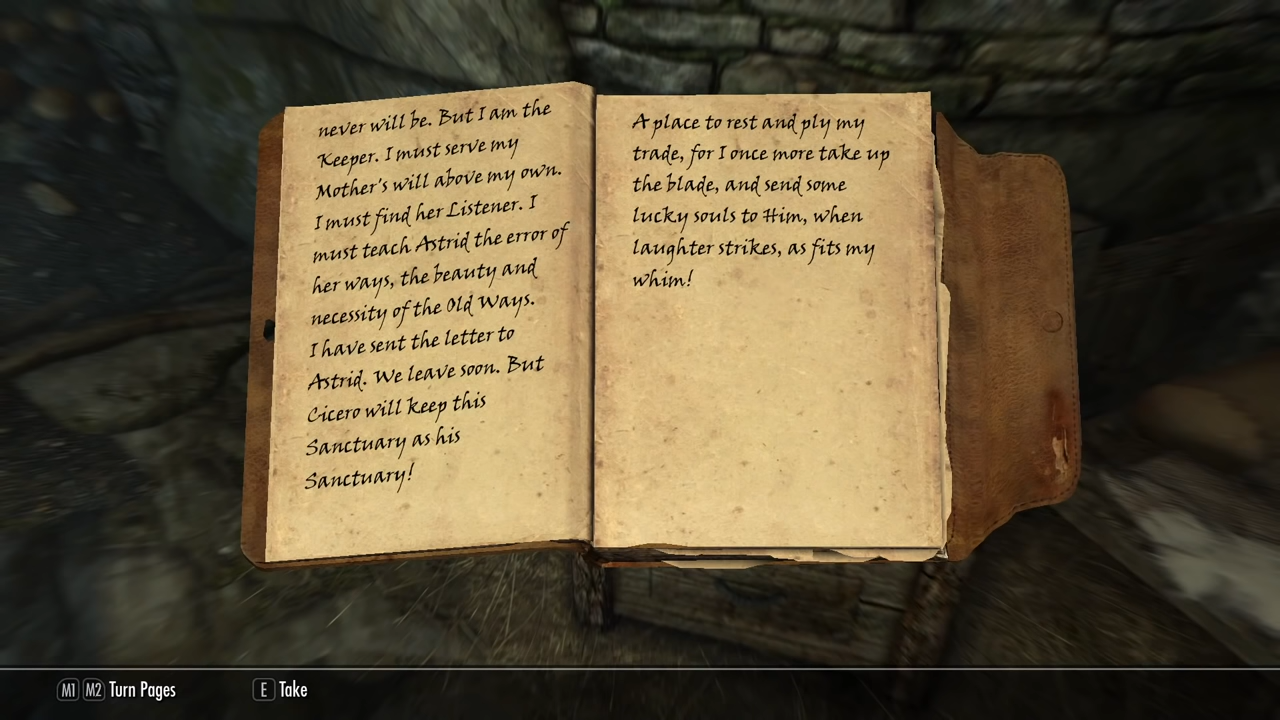 never will be. But I am the
Keeper. I must serve my
Mother's will above my own.
I must find her Listener. I
must teach Astrid the error of
her ways, the beauty and
necessity of the Old Ways.
I have sent the letter to
Astrid. We leave soon. But
Cicero will keep this
Sanctuary as his
Sanctuary!
A place to rest and ply my
trade, for I once more take up
the blade, and send some
lucky souls to Him, when
laughter strikes, as fits my
whim!
M1 M2 Turn Pages
E Take